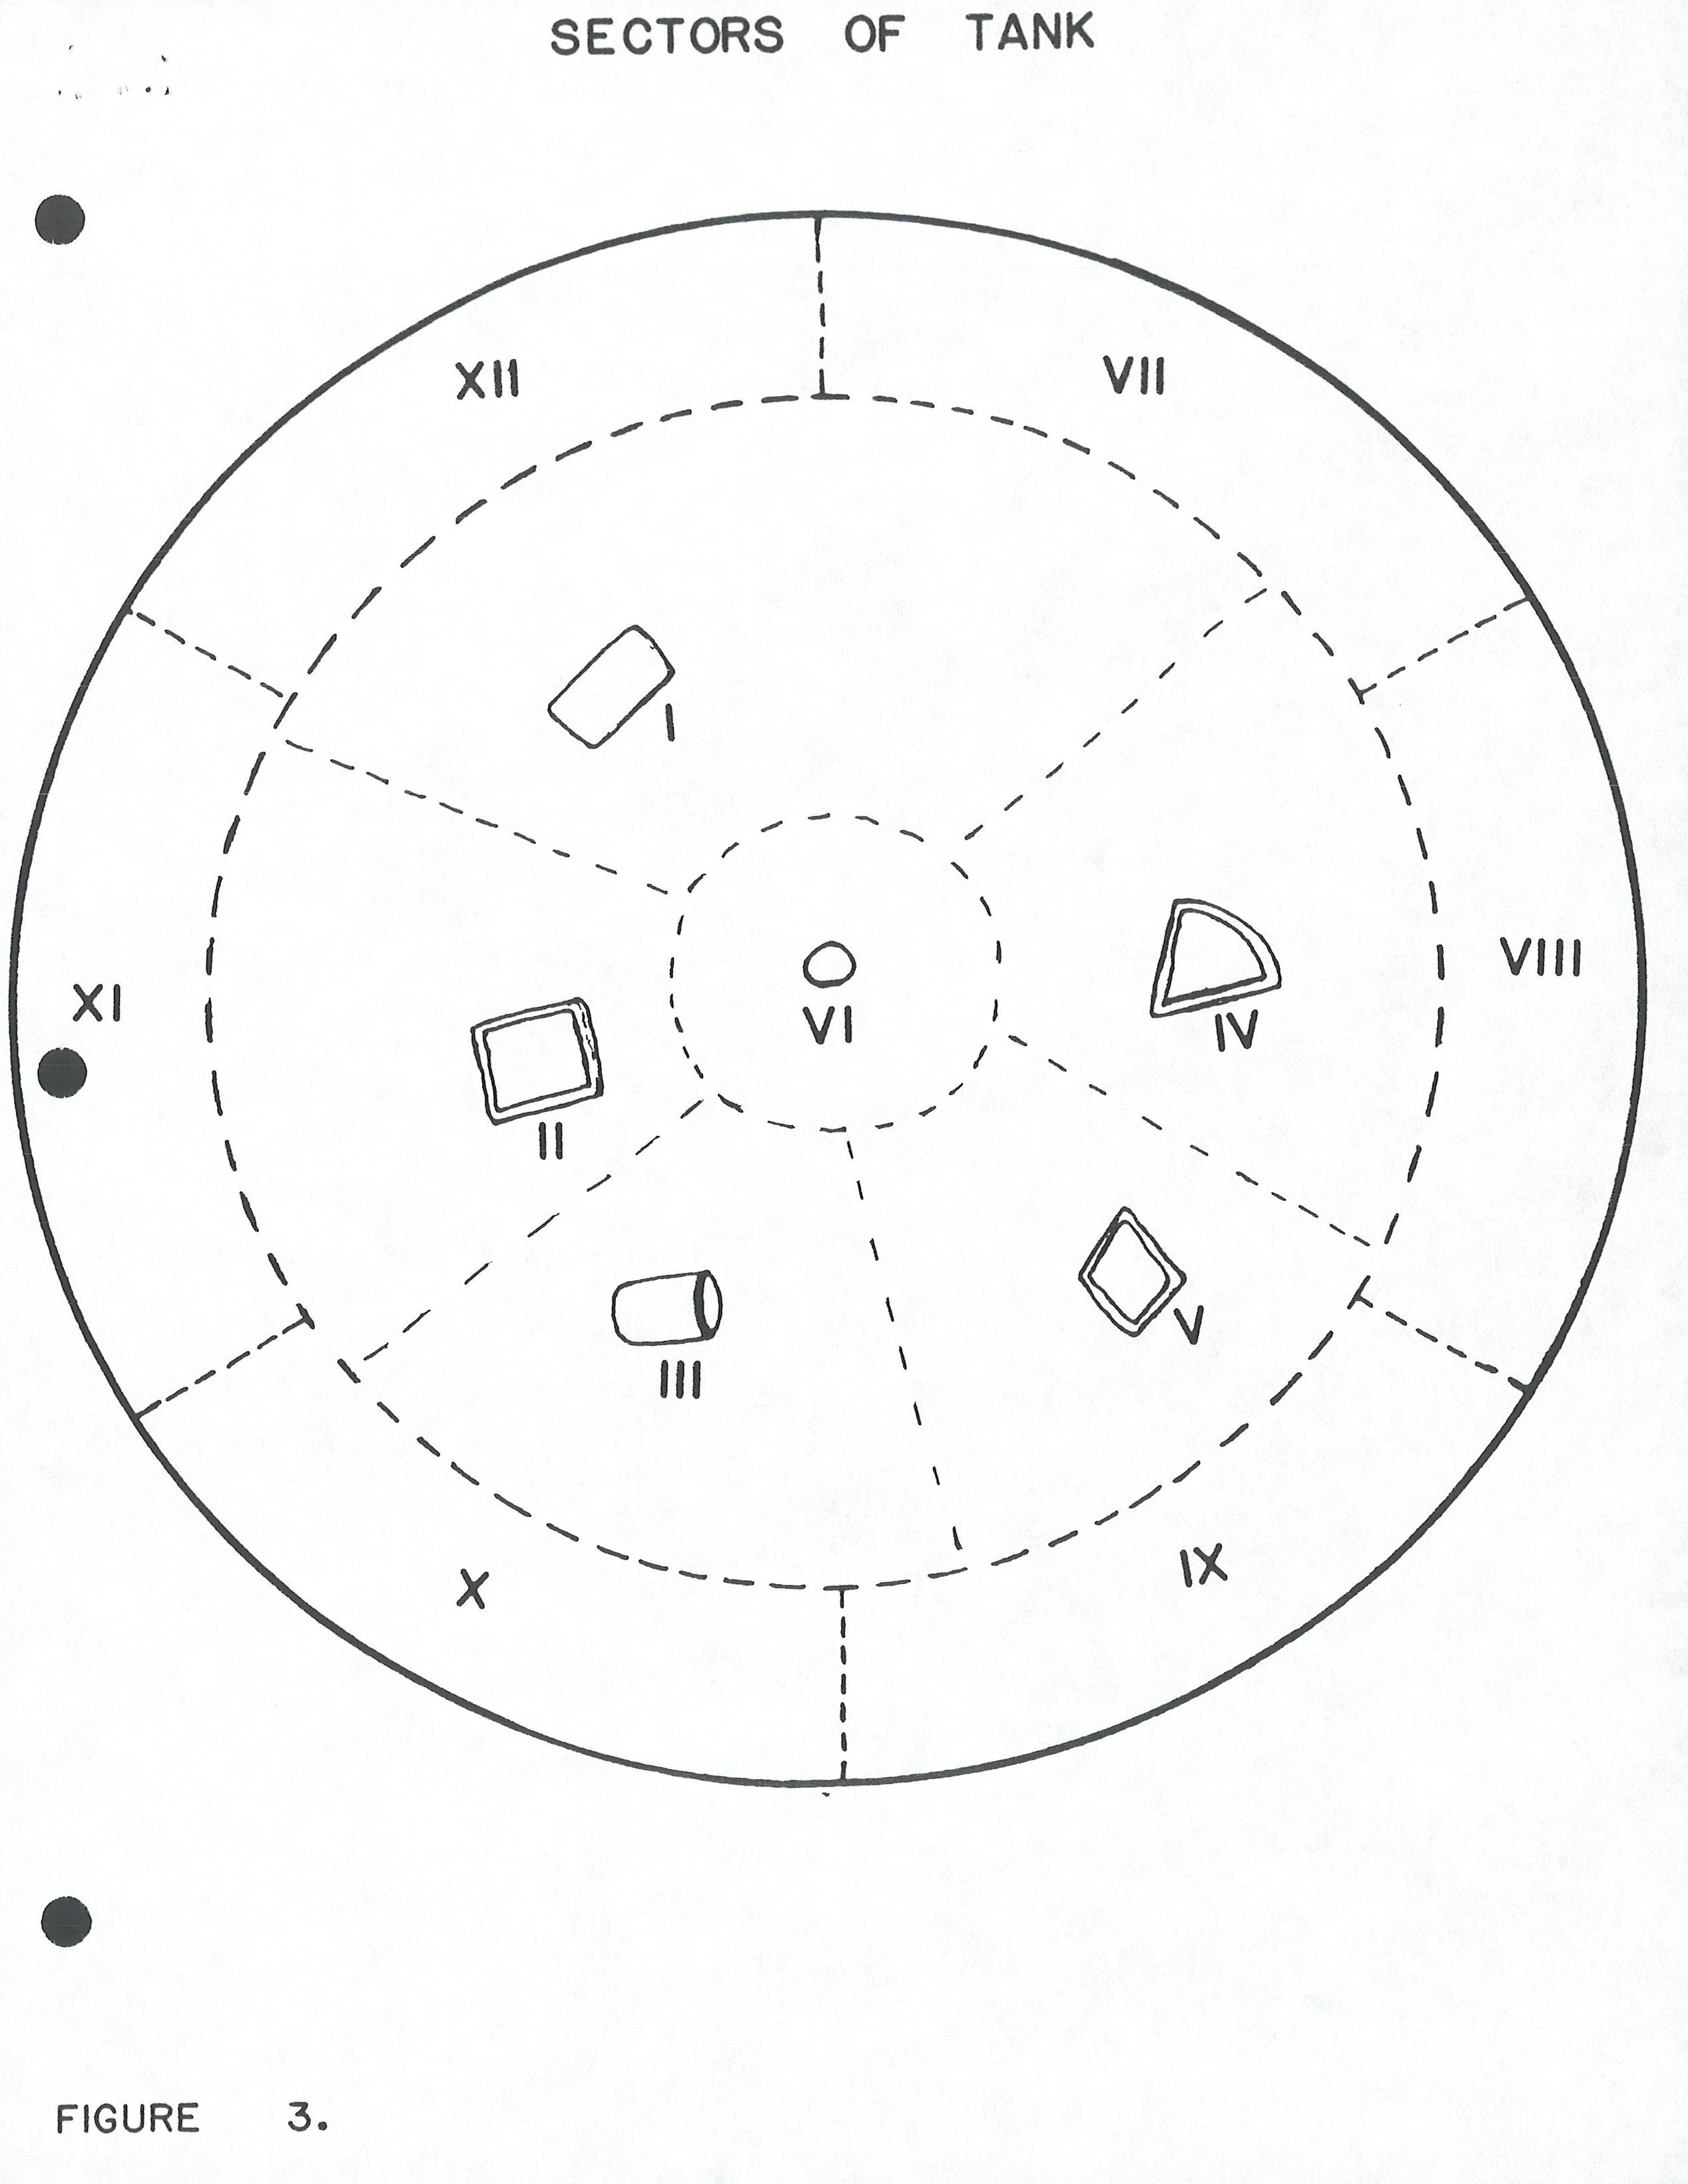 SECTORS OF TANK
XII
VII
I
XI
VIII
VI
IV
II
V
III
X
IX
FIGURE 3.